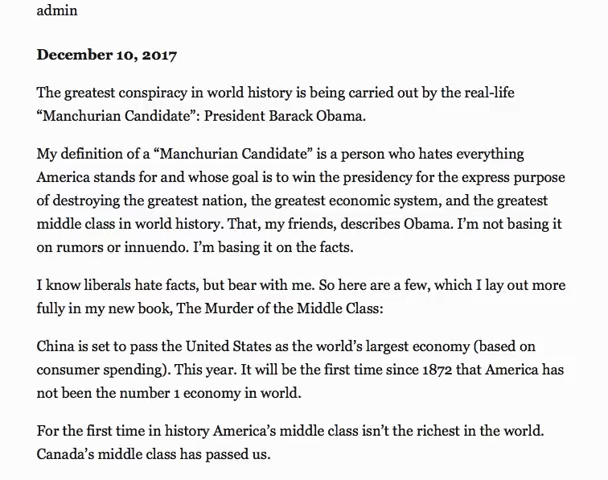 admin
December 10, 2017
The greatest conspiracy in world history is being carried out by the real-life
“Manchurian Candidate”: President Barack Obama.
My definition of a “Manchurian Candidate” is a person who hates everything
America stands for and whose goal is to win the presidency for the express purpose
of destroying the greatest nation, the greatest economic system, and the greatest
middle class in world history. That, my friends, describes Obama. I’m not basing it
on rumors or innuendo. I’m basing it on the facts.
I know liberals hate facts, but bear with me. So here are a few, which I lay out more
fully in my new book, The Murder of the Middle Class:
China is set to pass the United States as the world’s largest economy (based on
consumer spending). This year. It will be the first time since 1872 that America has
not been the number 1 economy in world.
For the first time in history America’s middle class isn’t the richest in the world.
Canada’s middle class has passed us.